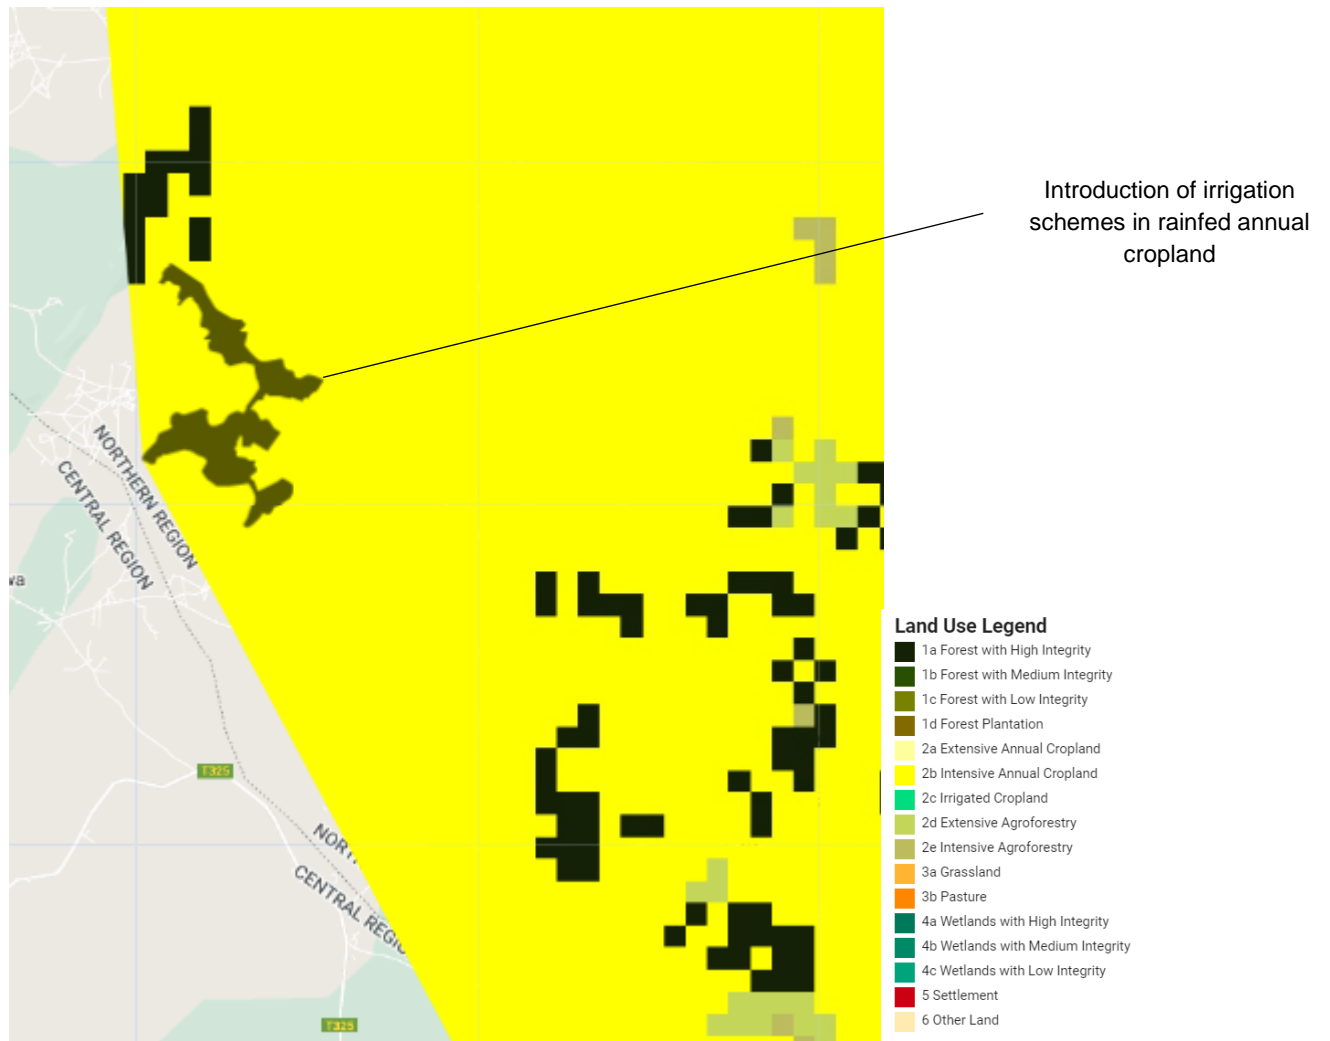 Introduction of irrigation
schemes in rainfed annual
cropland
NORTHERN REGION
CENTRAL REGION
wa
T325
NORT
CENTRAL REGIO
T325
Land Use Legend
1a Forest with High Integrity
1b Forest with Medium Integrity
1c Forest with Low Integrity
1d Forest Plantation
2a Extensive Annual Cropland
2b Intensive Annual Cropland
2c Irrigated Cropland
2d Extensive Agroforestry
2e Intensive Agroforestry
3a Grassland
3b Pasture
4a Wetlands with High Integrity
4b Wetlands with Medium Integrity
4c Wetlands with Low Integrity
5 Settlement
6 Other Land